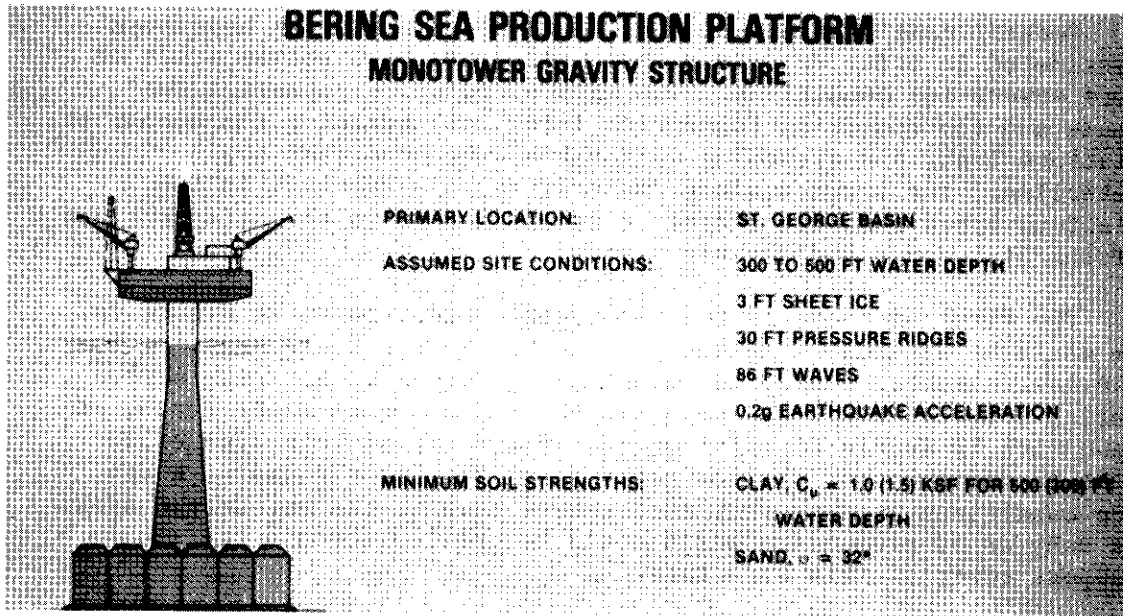 BERING SEA PRODUCTION PLATFORM
MONOTOWER GRAVITY STRUCTURE
PRIMARY LOCATION: ST. GEORGE BASIN
ASSUMED SITE CONDITIONS: 300 TO 500 FT WATER DEPTH
3 FT SHEET ICE
30 FT PRESSURE RIDGES
86 FT WAVES
0.2g EARTHQUAKE ACCELERATION
MINIMUM SOIL STRENGTHS: CLAY, Cᵤ = 1.0 (1.5) KSF FOR 500 (300) FT
WATER DEPTH
SAND, = 32°